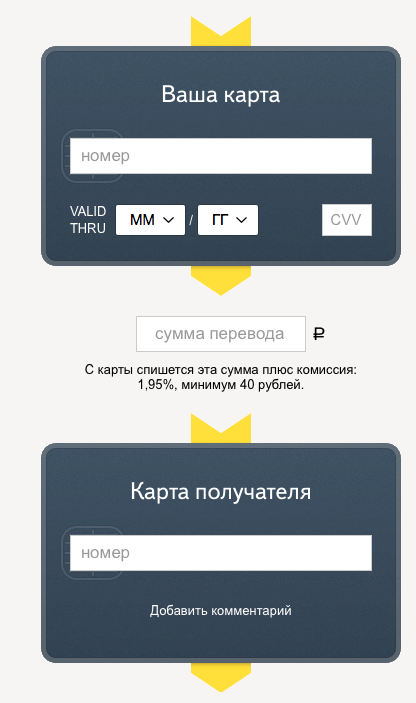 Ваша карта
номер
VALID
THRU
ММ / ГГ
CVV
сумма перевода ₽
С карты спишется эта сумма плюс комиссия:
1,95%, минимум 40 рублей.
Карта получателя
номер
Добавить комментарий